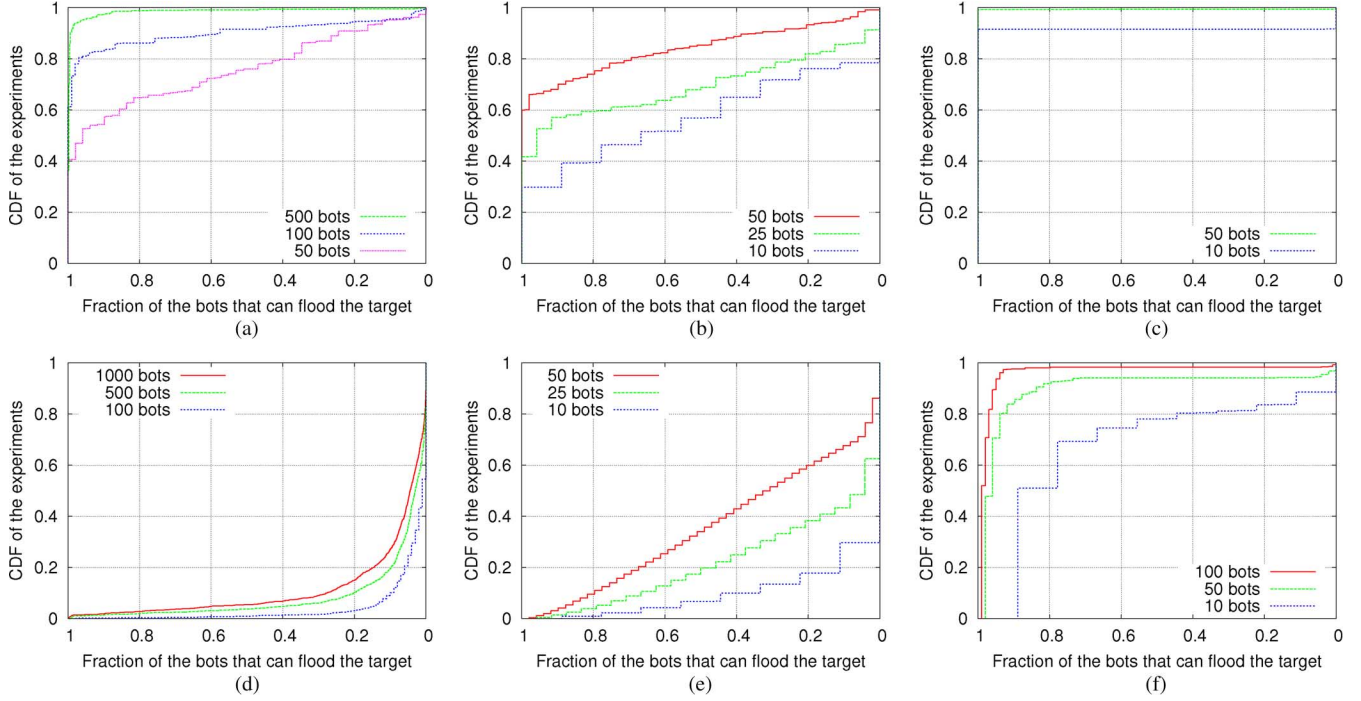 CDF of the experiments
1
0.8
0.6
0.4
0.2
0
500 bots
100 bots
50 bots
1 0.8 0.6 0.4 0.2 0
Fraction of the bots that can flood the target
(a)
CDF of the experiments
1
0.8
0.6
0.4
0.2
0
50 bots
25 bots
10 bots
1 0.8 0.6 0.4 0.2 0
Fraction of the bots that can flood the target
(b)
CDF of the experiments
1
0.8
0.6
0.4
0.2
0
50 bots
10 bots
1 0.8 0.6 0.4 0.2 0
Fraction of the bots that can flood the target
(c)
CDF of the experiments
1
0.8
0.6
0.4
0.2
0
1000 bots
500 bots
100 bots
1 0.8 0.6 0.4 0.2 0
Fraction of the bots that can flood the target
(d)
CDF of the experiments
1
0.8
0.6
0.4
0.2
0
50 bots
25 bots
10 bots
1 0.8 0.6 0.4 0.2 0
Fraction of the bots that can flood the target
(e)
CDF of the experiments
1
0.8
0.6
0.4
0.2
0
100 bots
50 bots
10 bots
1 0.8 0.6 0.4 0.2 0
Fraction of the bots that can flood the target
(f)